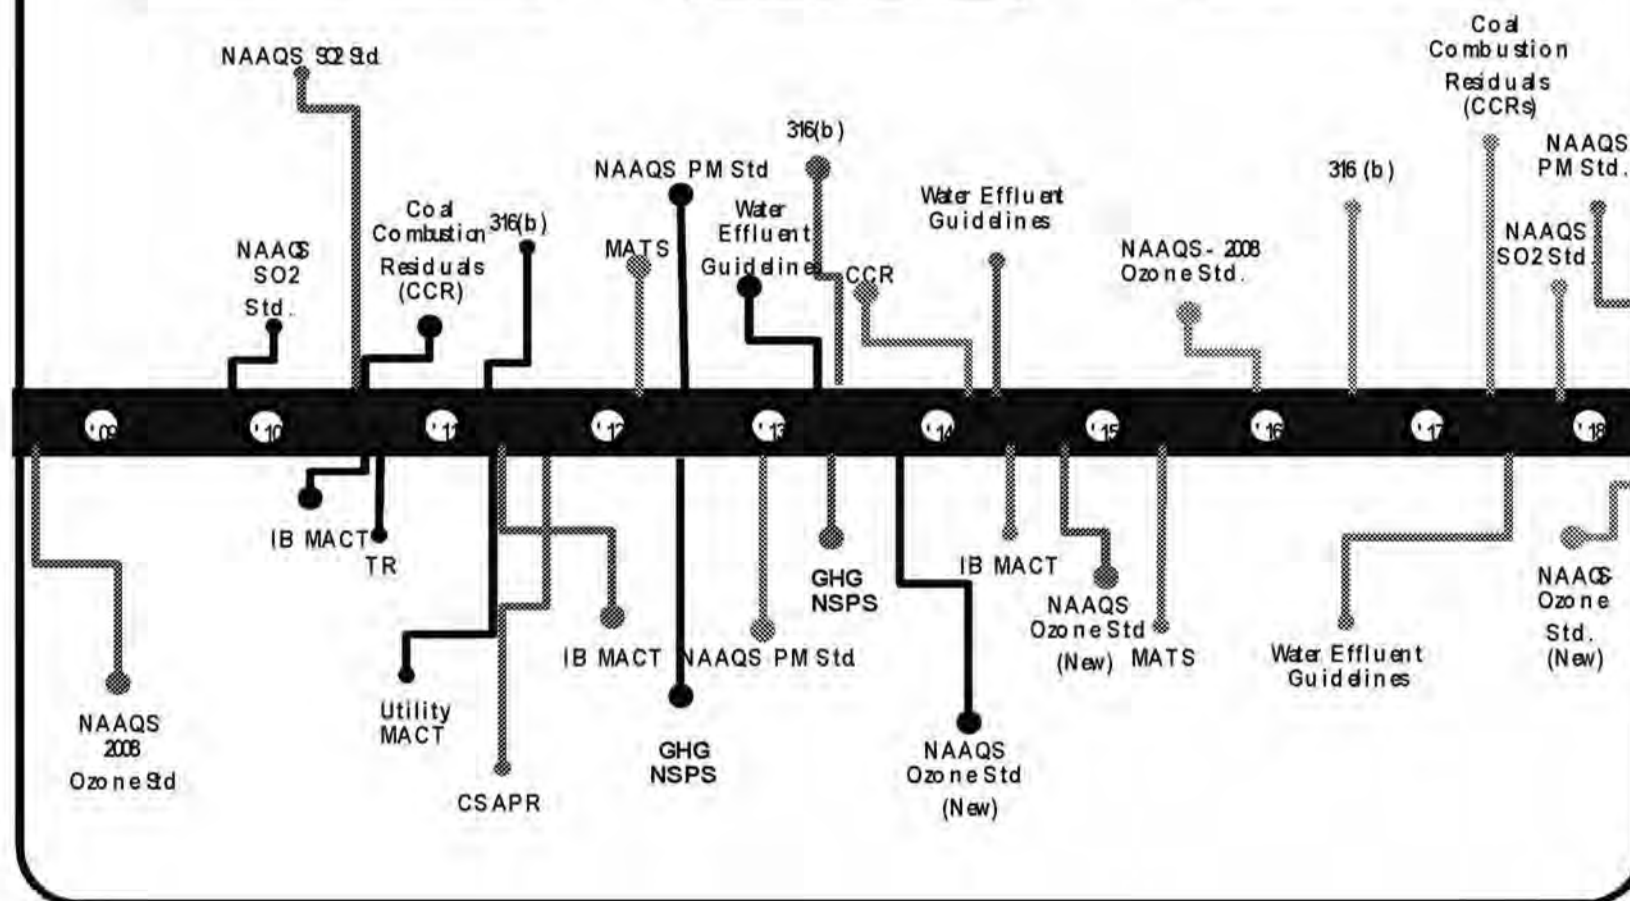 NAAQS SO2 Std.
NAAQS
SO2
Std.
Coal
Combustion
Residuals
(CCR)
316(b)
MATS
NAAQS PM Std
Water
Effluent
Guidelines
316(b)
CCR
Water Effluent
Guidelines
NAAQS - 2008
Ozone Std.
316 (b)
Coal
Combustion
Residuals
(CCRs)
NAAQS
SO2 Std.
NAAQS
PM Std.
'09 '10 '11 '12 '13 '14 '15 '16 '17 '18
NAAQS
2008
Ozone Std.
IB MACT
TR
Utility
MACT
CSAPR
IB MACT
GHG
NSPS
NAAQS PM Std
GHG
NSPS
NAAQS
Ozone Std
(New)
IB MACT
NAAQS
Ozone Std
(New)
MATS
Water Effluent
Guidelines
NAAQS
Ozone
Std.
(New)